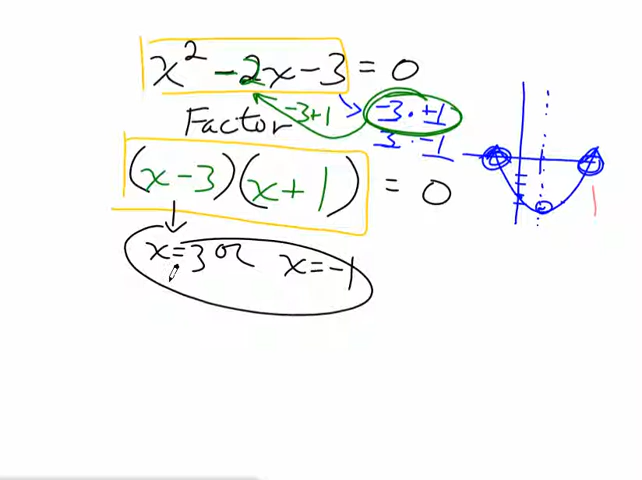 x² - 2x - 3 = 0
Factor -3+1 -3 · +1
3 · -1
(x - 3)(x + 1) = 0
x = 3 or x = -1